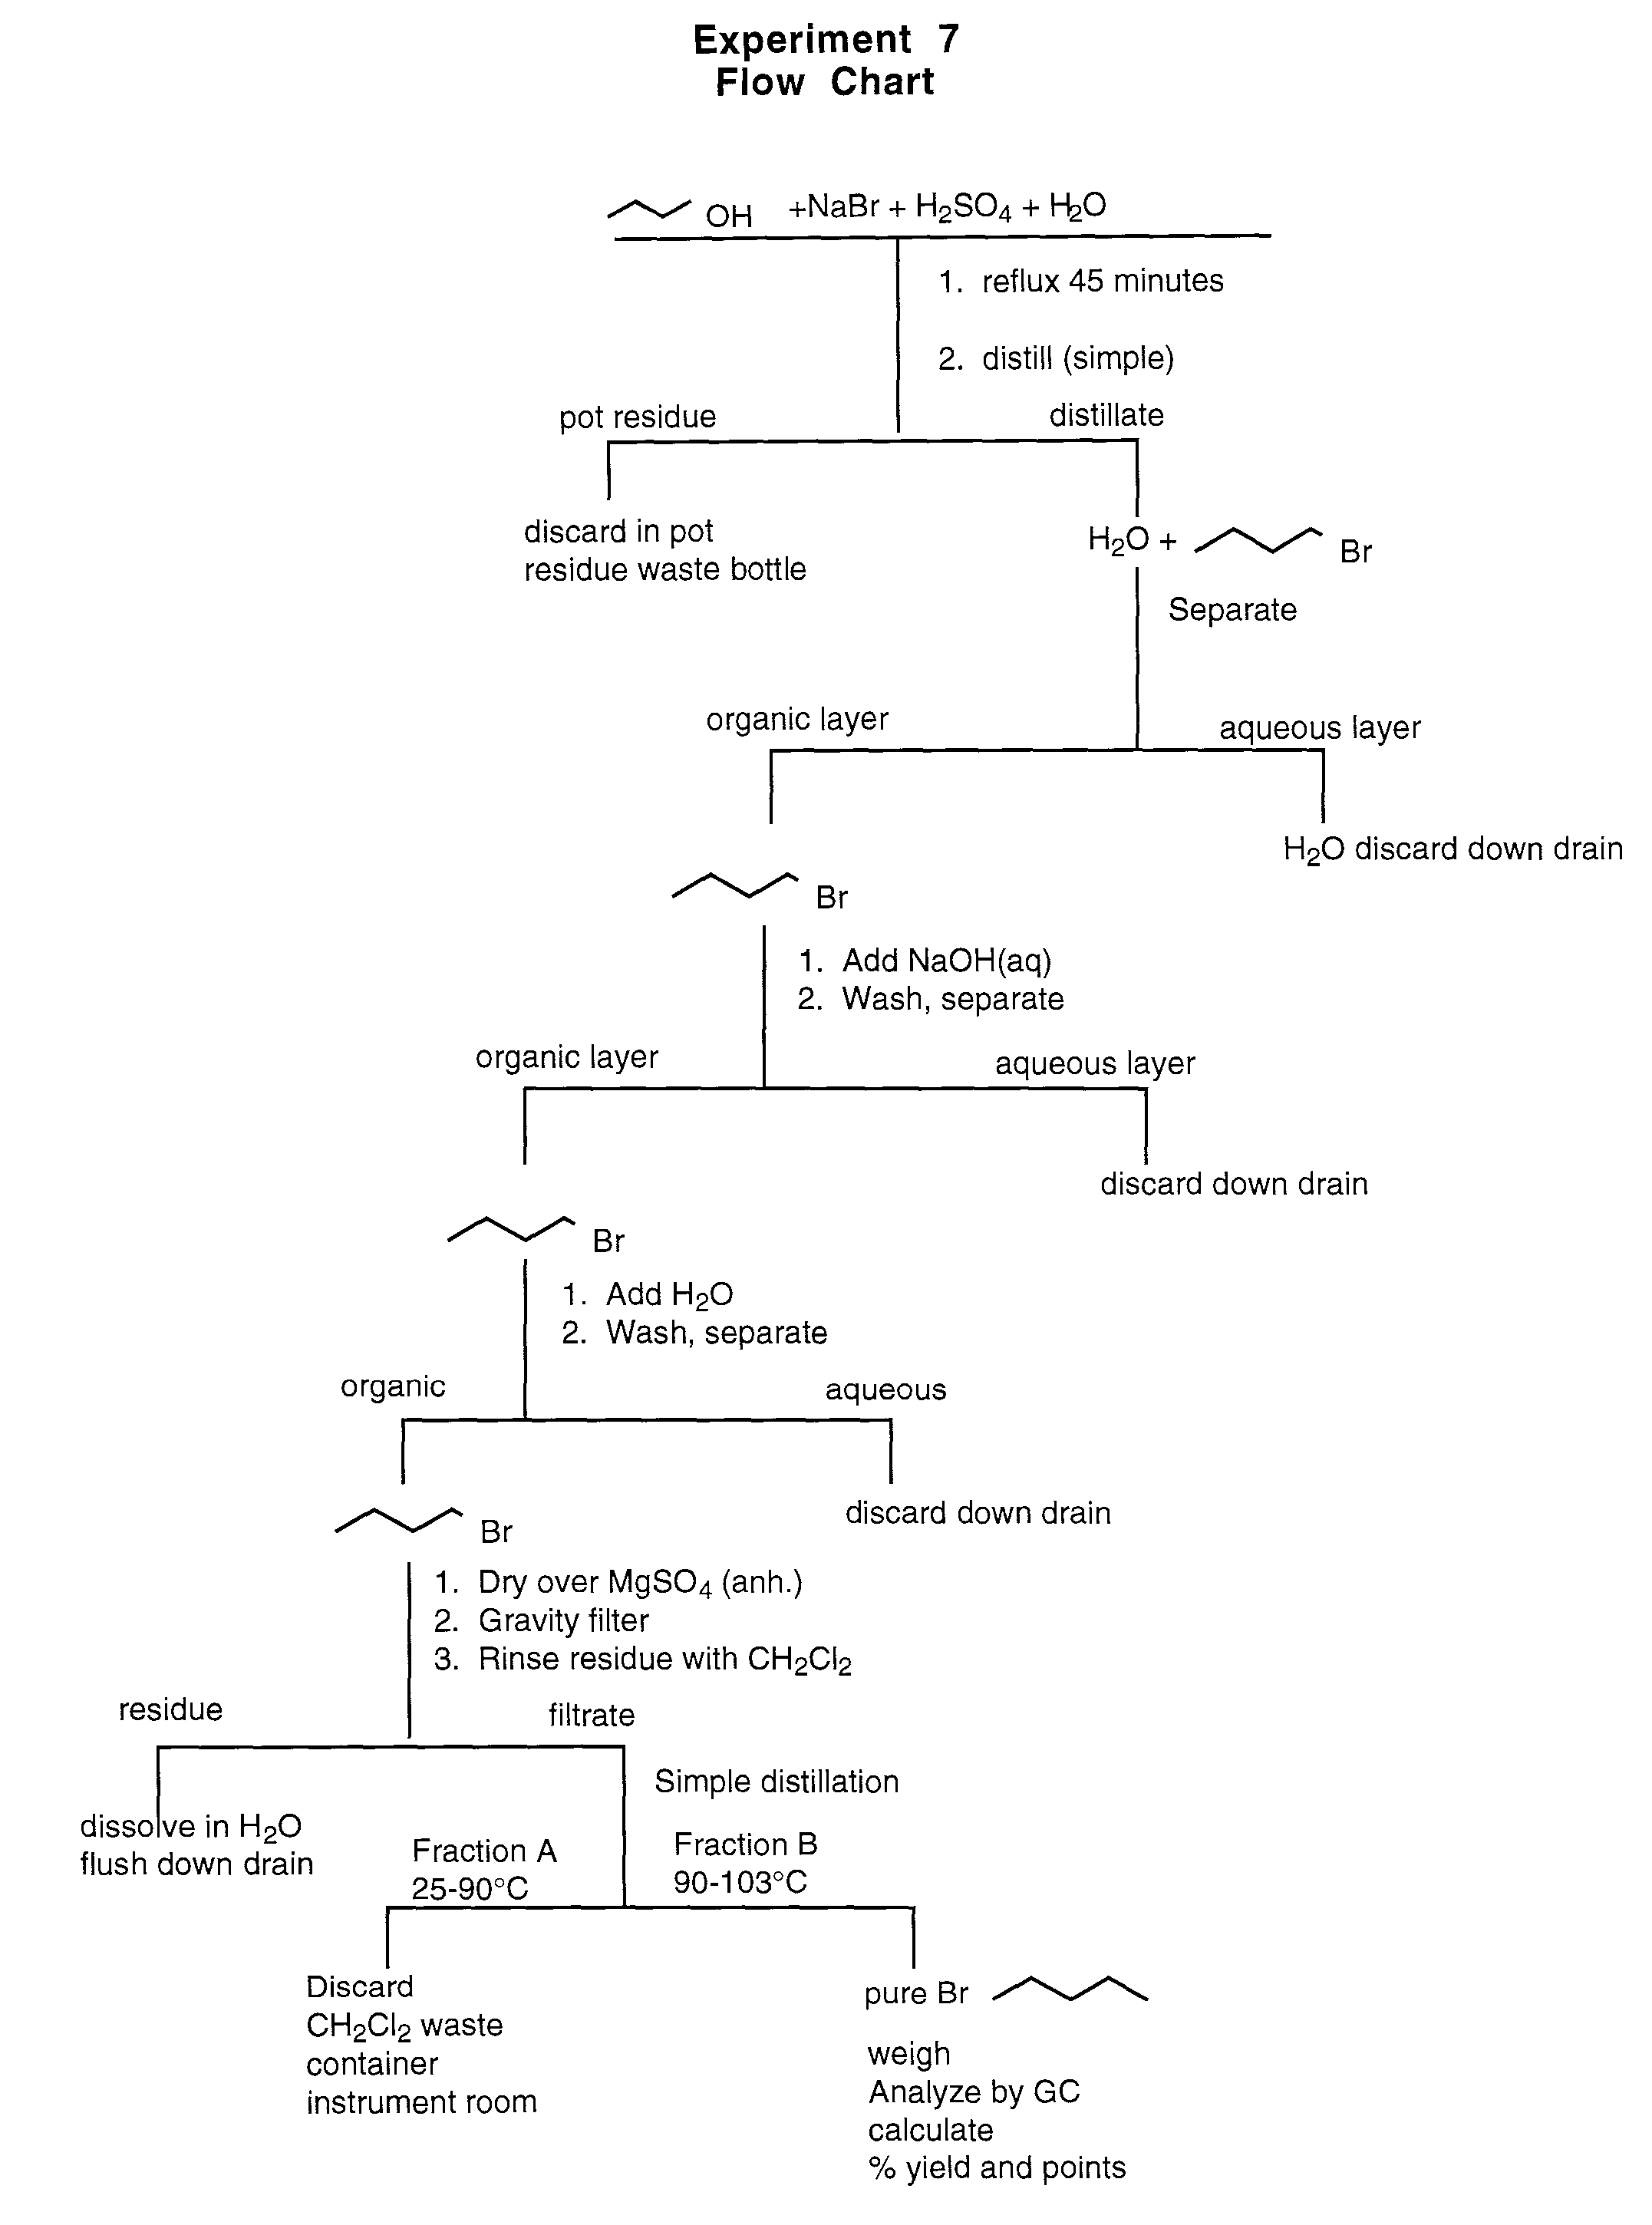 Experiment 7
Flow Chart
OH +NaBr + H₂SO₄ + H₂O
1. reflux 45 minutes
2. distill (simple)
pot residue
distillate
discard in pot
residue waste bottle
H₂O + Br
Separate
organic layer
aqueous layer
H₂O discard down drain
Br
1. Add NaOH(aq)
2. Wash, separate
organic layer
aqueous layer
discard down drain
Br
1. Add H₂O
2. Wash, separate
organic
aqueous
discard down drain
Br
1. Dry over MgSO₄ (anh.)
2. Gravity filter
3. Rinse residue with CH₂Cl₂
residue
filtrate
Simple distillation
dissolve in H₂O
flush down drain
Fraction A
25-90°C
Fraction B
90-103°C
Discard
CH₂Cl₂ waste
container
instrument room
pure Br
weigh
Analyze by GC
calculate
% yield and points